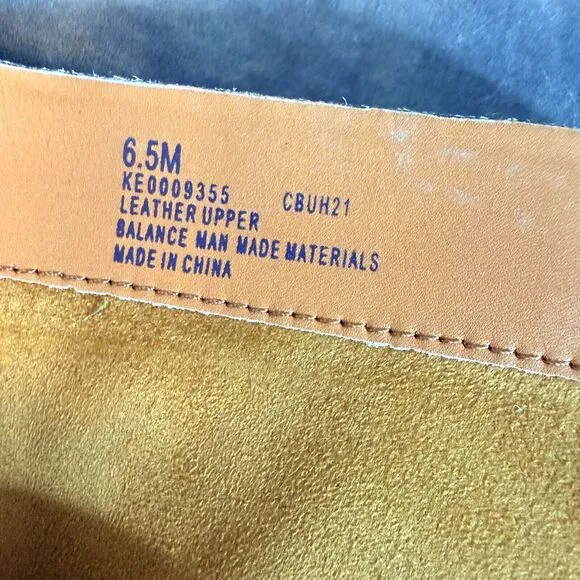 6.5M
KE0009355 CBUH21
LEATHER UPPER
BALANCE MAN MADE MATERIALS
MADE IN CHINA